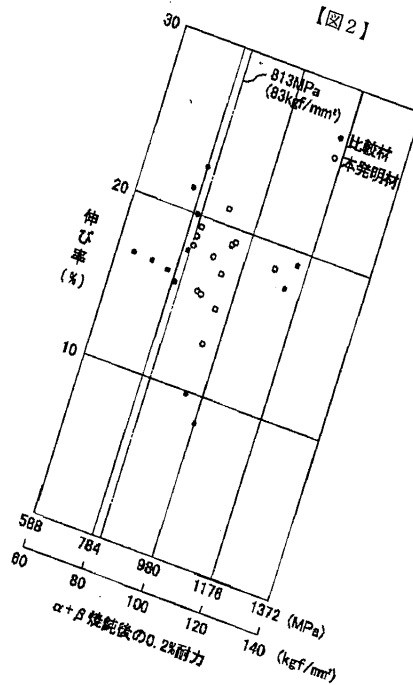 【図2】
30
813MPa
(83kgf/mm²)
比較材
本発明材
20
伸び率
(%)
10
588
784
980
1176
1372 (MPa)
60
80
100
120
140 (kgf/mm²)
α+β焼鈍後の0.2%耐力